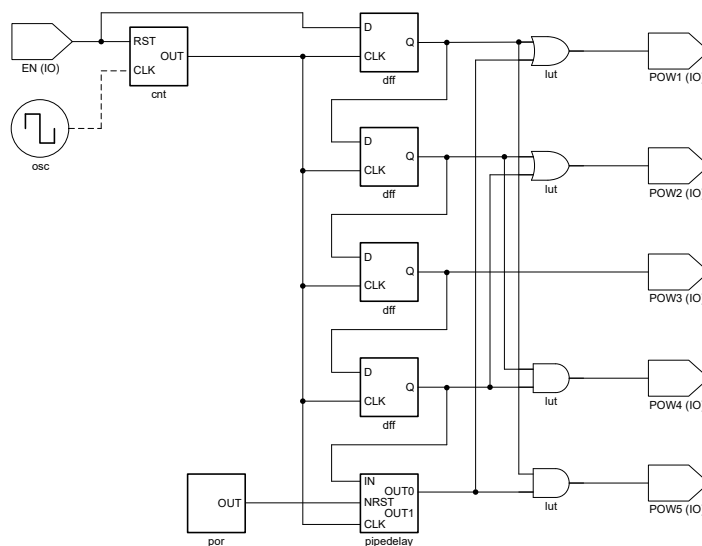 EN (IO)
RST
CLK
OUT
cnt
osc
D
CLK
Q
dff
lut
POW1 (IO)
D
CLK
Q
dff
lut
POW2 (IO)
D
CLK
Q
dff
POW3 (IO)
D
CLK
Q
dff
lut
POW4 (IO)
OUT
por
IN
NRST
CLK
OUT0
OUT1
pipedelay
lut
POW5 (IO)